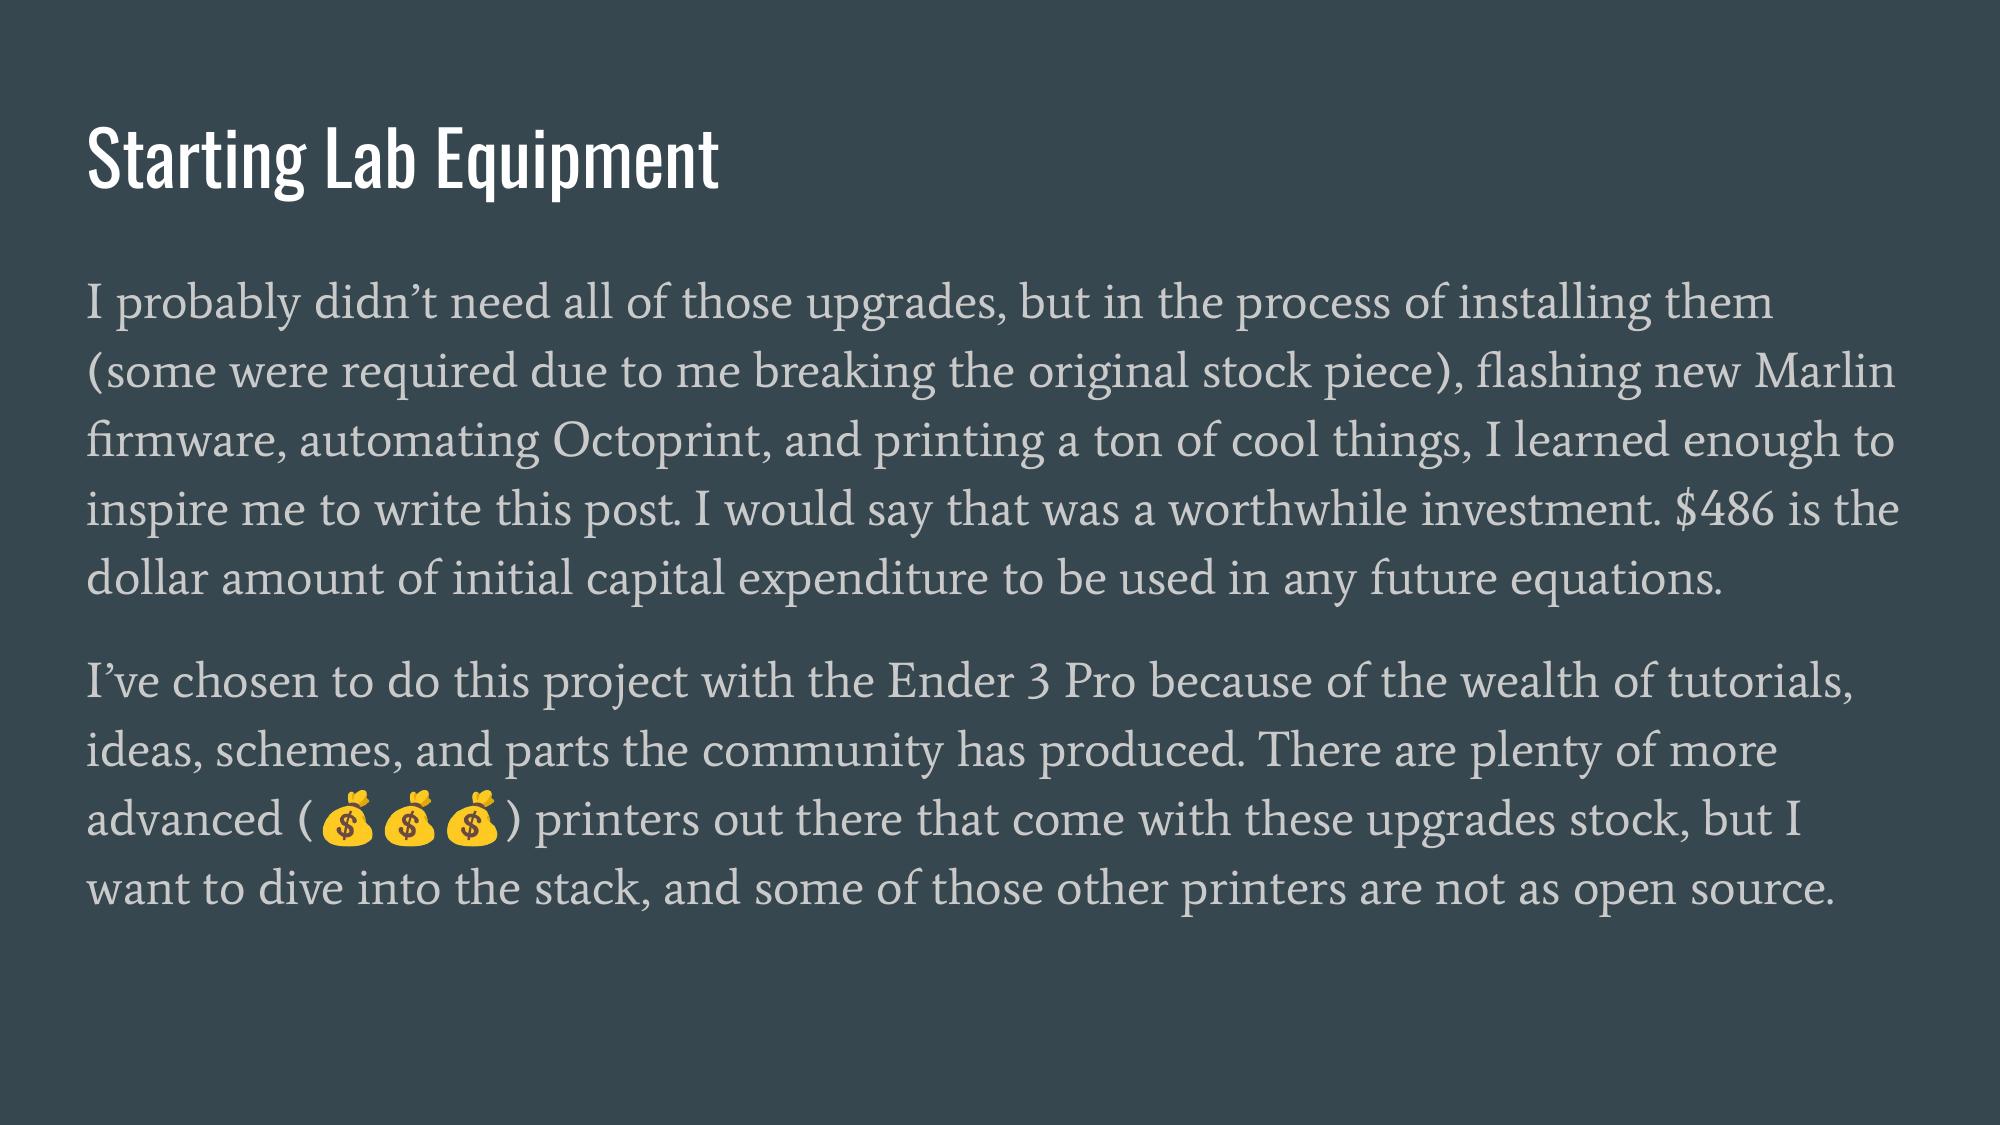 Starting Lab Equipment
I probably didn’t need all of those upgrades, but in the process of installing them
(some were required due to me breaking the original stock piece), flashing new Marlin
firmware, automating Octoprint, and printing a ton of cool things, I learned enough to
inspire me to write this post. I would say that was a worthwhile investment. $486 is the
dollar amount of initial capital expenditure to be used in any future equations.
I’ve chosen to do this project with the Ender 3 Pro because of the wealth of tutorials,
ideas, schemes, and parts the community has produced. There are plenty of more
advanced (💰💰💰) printers out there that come with these upgrades stock, but I
want to dive into the stack, and some of those other printers are not as open source.